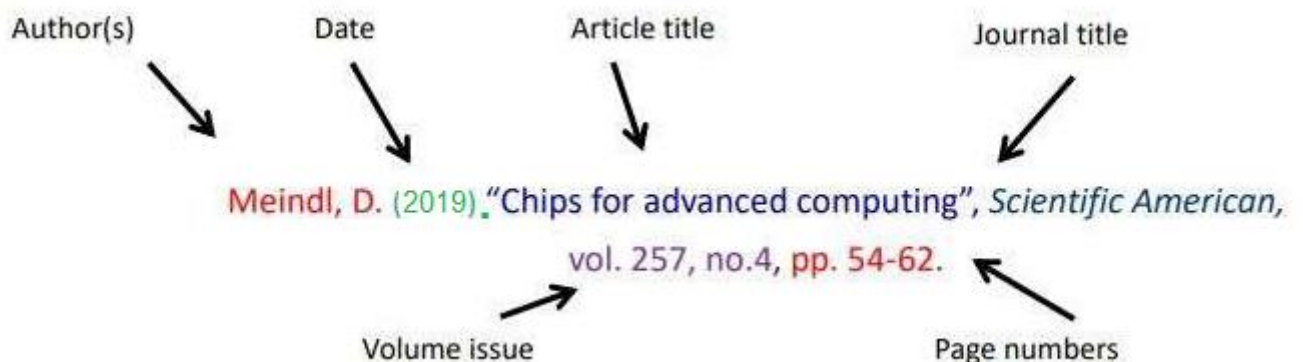 Author(s) Date Article title Journal title
Meindl, D. (2019). “Chips for advanced computing”, Scientific American,
vol. 257, no.4, pp. 54-62.
Volume issue Page numbers